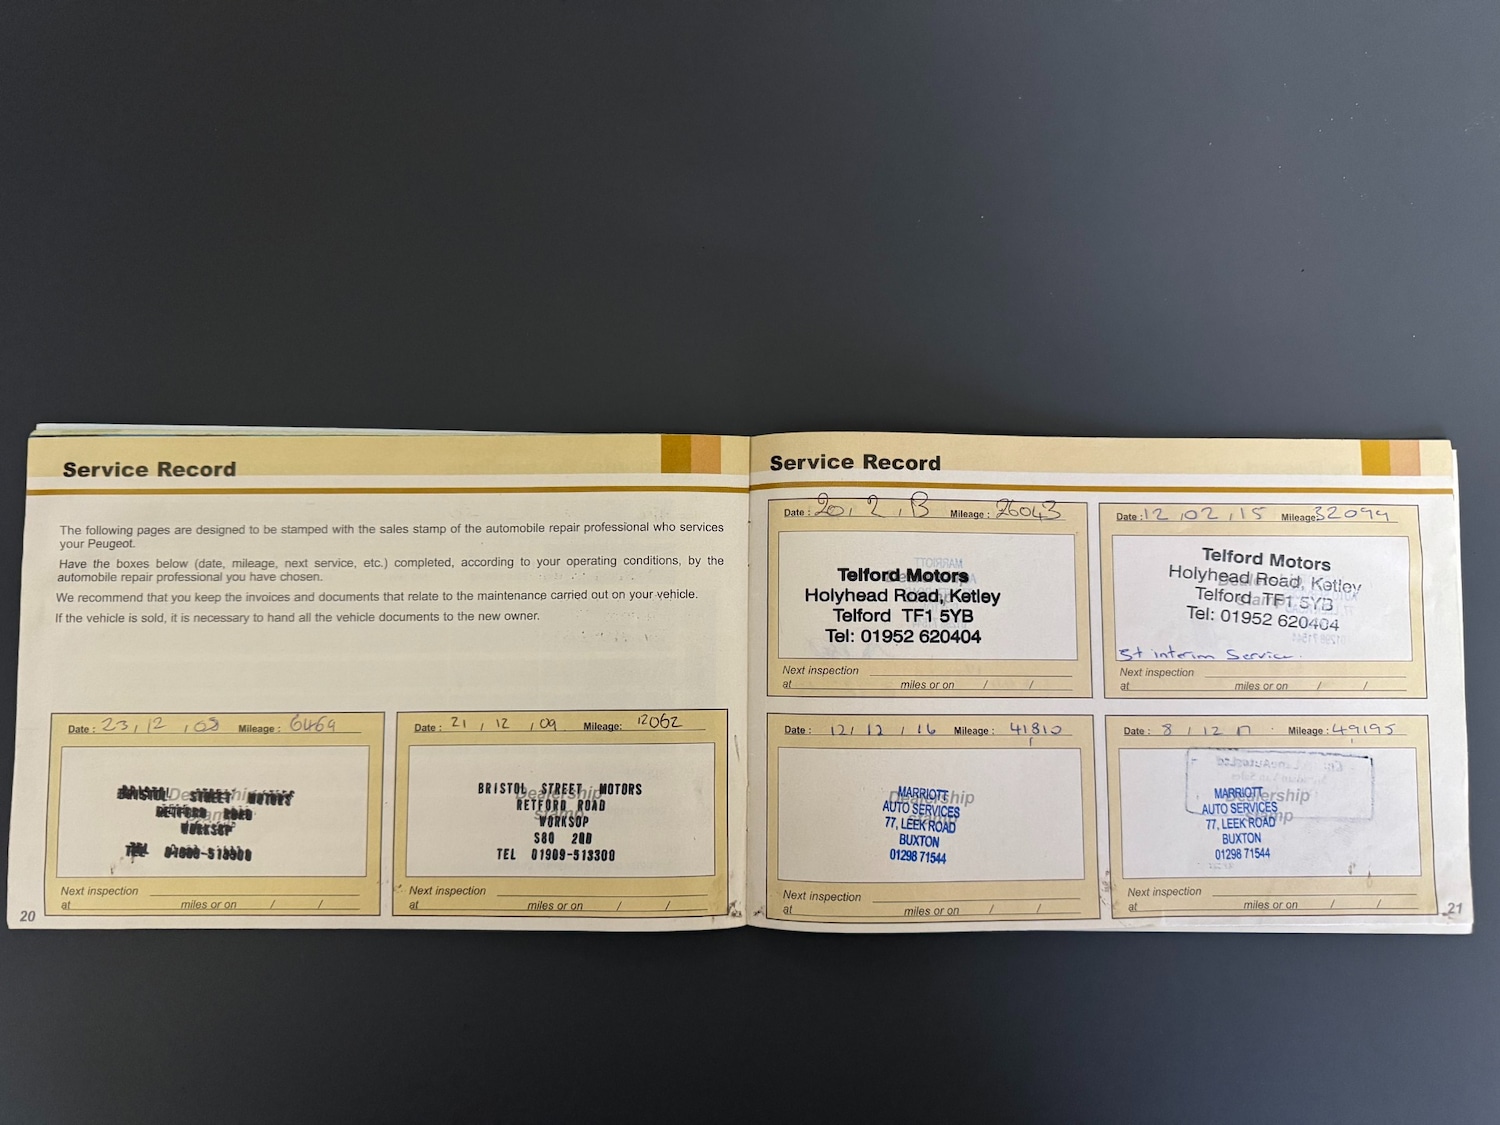 Service Record
The following pages are designed to be stamped with the sales stamp of the automobile repair professional who services
your Peugeot.
Have the boxes below (date, mileage, next service, etc.) completed, according to your operating conditions, by the
automobile repair professional you have chosen.
We recommend that you keep the invoices and documents that relate to the maintenance carried out on your vehicle.
If the vehicle is sold, it is necessary to hand all the vehicle documents to the new owner.
Date: 23, 12, 08 Mileage: 6469
Dealership
BRISTOL STREET MOTORS
RETFORD ROAD
WORKSOP
TEL 01909-513300
Next inspection
at miles or on / /
Date: 21, 12, 09 Mileage: 12062
Dealership
BRISTOL STREET MOTORS
RETFORD ROAD
WORKSOP
S80 2QD
TEL 01909-513300
Next inspection
at miles or on / /
20
Service Record
Date: 20, 2, 13 Mileage: 26043
Telford Motors
Holyhead Road, Ketley
Telford TF1 5YB
Tel: 01952 620404
Next inspection
at miles or on / /
Date: 12, 02, 15 Mileage: 32099
Telford Motors
Holyhead Road, Ketley
Telford TF1 5YB
Tel: 01952 620404
interim Service.
Next inspection
at miles or on / /
Date: 12/ 12, 16 Mileage: 41810
Dealership
MARRIOTT
AUTO SERVICES
77, LEEK ROAD
BUXTON
01298 71544
Next inspection
at miles or on / /
Date: 8, 12 17 Mileage: 49195
Dealership
Stamp
MARRIOTT
AUTO SERVICES
77, LEEK ROAD
BUXTON
01298 71544
Next inspection
at miles or on / /
21